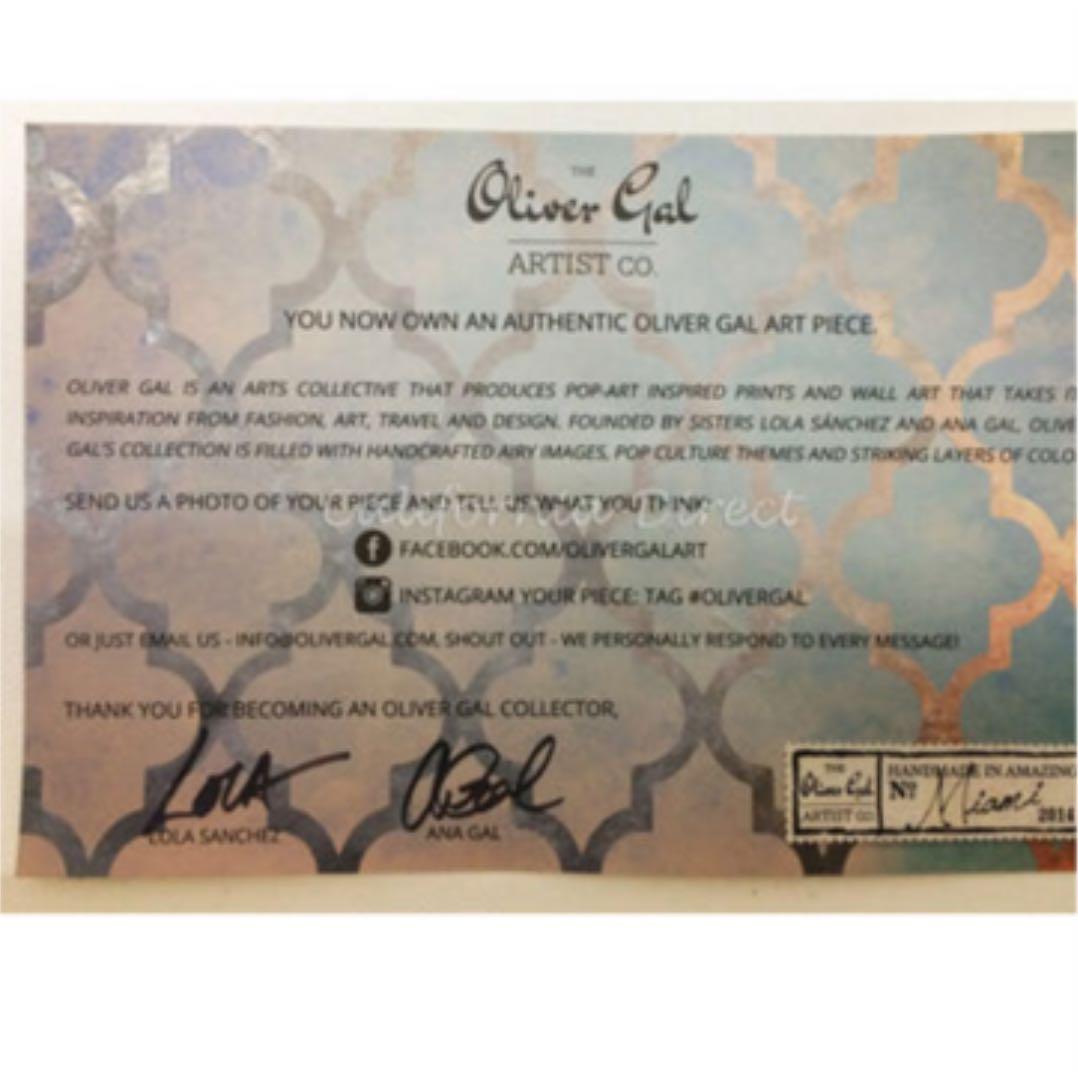 THE
Oliver Gal
ARTIST CO.
YOU NOW OWN AN AUTHENTIC OLIVER GAL ART PIECE.
OLIVER GAL IS AN ARTS COLLECTIVE THAT PRODUCES POP-ART INSPIRED PRINTS AND WALL ART THAT TAKES
INSPIRATION FROM FASHION, ART, TRAVEL AND DESIGN. FOUNDED BY SISTERS LOLA SÁNCHEZ AND ANA GAL, OLIVE
GAL'S COLLECTION IS FILLED WITH HANDCRAFTED AIRY IMAGES, POP CULTURE THEMES AND STRIKING LAYERS OF COLO
SEND US A PHOTO OF YOUR PIECE AND TELL US WHAT YOU THINK!
California Direct
FACEBOOK.COM/OLIVERGALART
INSTAGRAM YOUR PIECE: TAG #OLIVERGAL
OR JUST EMAIL US - INFO@OLIVERGAL.COM, SHOUT OUT - WE PERSONALLY RESPOND TO EVERY MESSAGE!
THANK YOU FOR BECOMING AN OLIVER GAL COLLECTOR,
LOLA
A.Gal
LOLA SANCHEZ
ANA GAL
THE
Oliver Gal
ARTIST CO.
HANDMADE IN AMAZING
Nº Miami
2014